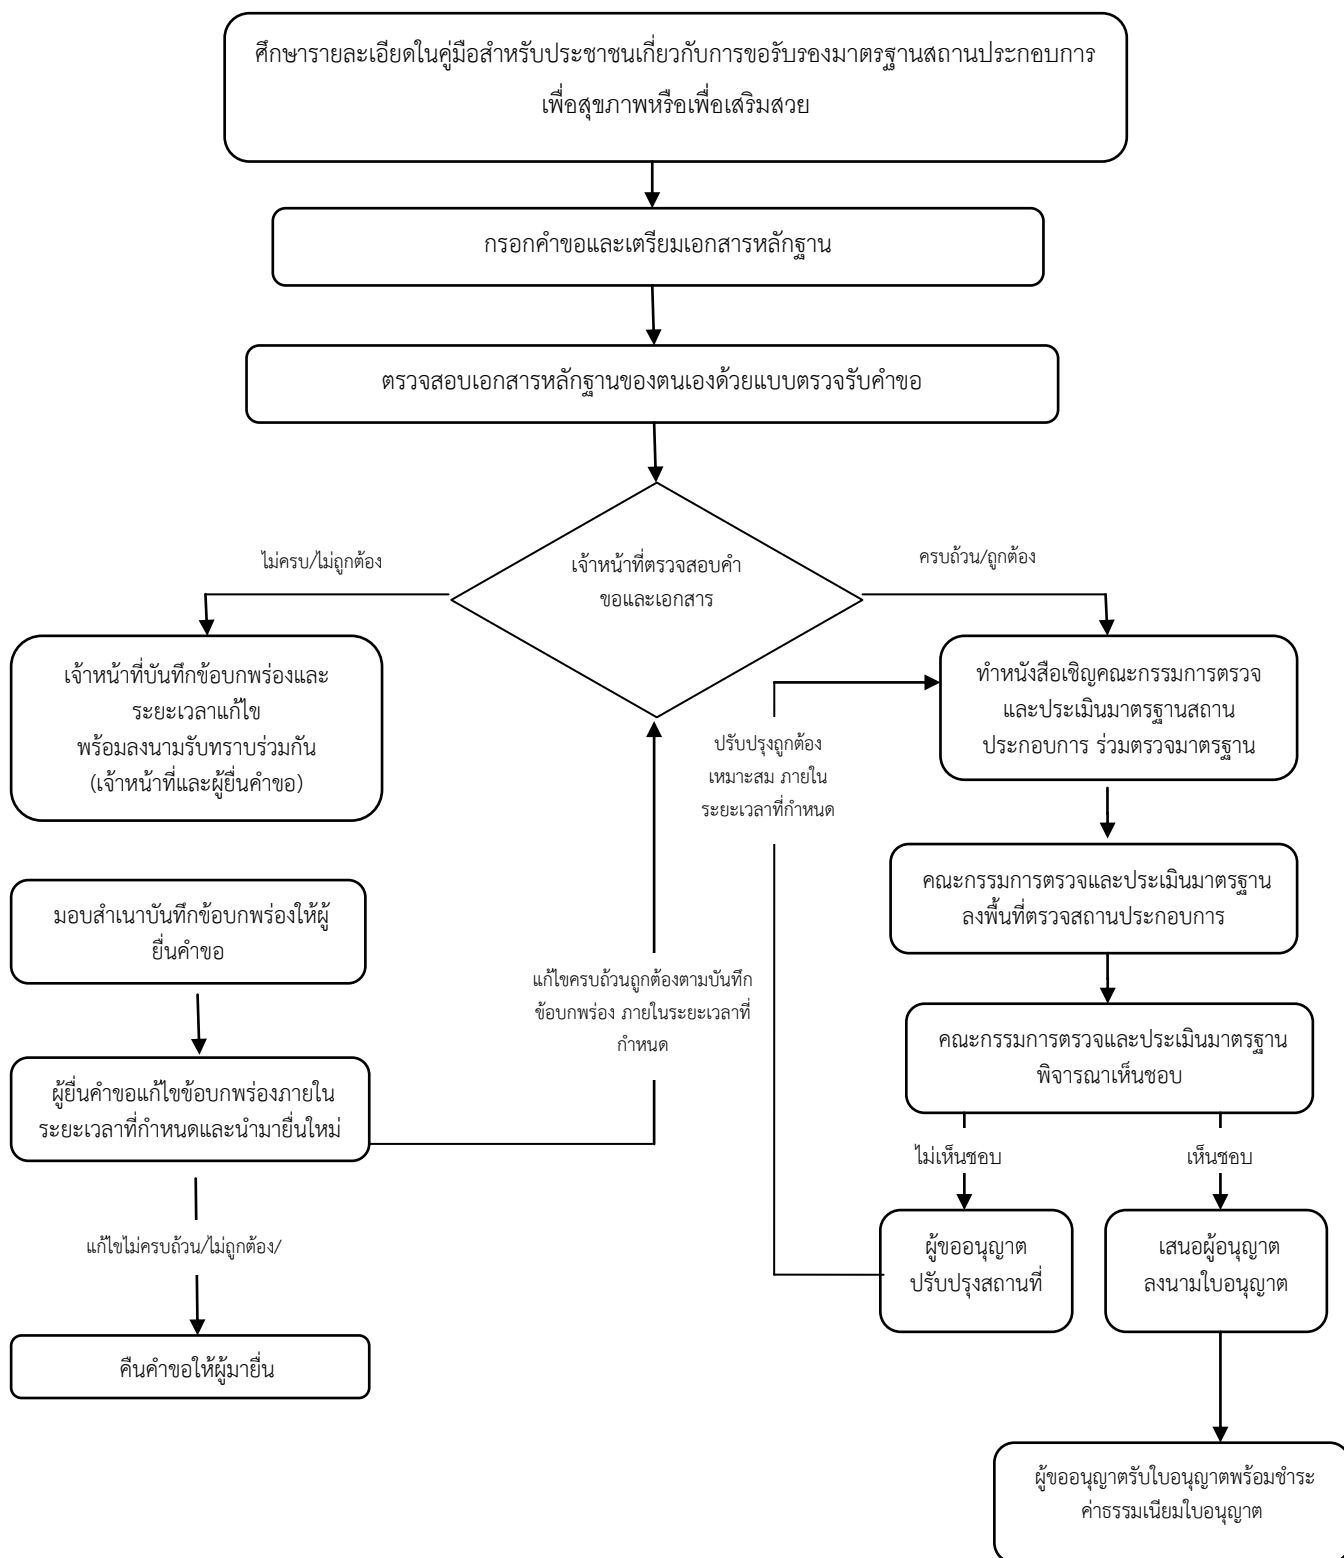 ศึกษารายละเอียดในคู่มือสำหรับประชาชนเกี่ยวกับการขอรับรองมาตรฐานสถานประกอบการ
เพื่อสุขภาพหรือเพื่อเสริมสวย
กรอกคำขอและเตรียมเอกสารหลักฐาน
ตรวจสอบเอกสารหลักฐานของตนเองด้วยแบบตรวจรับคำขอ
เจ้าหน้าที่ตรวจสอบคำ
ขอและเอกสาร
ไม่ครบ/ไม่ถูกต้อง
ครบถ้วน/ถูกต้อง
เจ้าหน้าที่บันทึกข้อบกพร่องและ
ระยะเวลาแก้ไข
พร้อมลงนามรับทราบร่วมกัน
(เจ้าหน้าที่และผู้ยื่นคำขอ)
มอบสำเนาบันทึกข้อบกพร่องให้ผู้
ยื่นคำขอ
ผู้ยื่นคำขอแก้ไขข้อบกพร่องภายใน
ระยะเวลาที่กำหนดและนำมายื่นใหม่
แก้ไขไม่ครบถ้วน/ไม่ถูกต้อง/
คืนคำขอให้ผู้มายื่น
แก้ไขครบถ้วนถูกต้องตามบันทึก
ข้อบกพร่อง ภายในระยะเวลาที่
กำหนด
ปรับปรุงถูกต้อง
เหมาะสม ภายใน
ระยะเวลาที่กำหนด
ทำหนังสือเชิญคณะกรรมการตรวจ
และประเมินมาตรฐานสถาน
ประกอบการ ร่วมตรวจมาตรฐาน
คณะกรรมการตรวจและประเมินมาตรฐาน
ลงพื้นที่ตรวจสถานประกอบการ
คณะกรรมการตรวจและประเมินมาตรฐาน
พิจารณาเห็นชอบ
ไม่เห็นชอบ
เห็นชอบ
ผู้ขออนุญาต
ปรับปรุงสถานที่
เสนอผู้อนุญาต
ลงนามใบอนุญาต
ผู้ขออนุญาตรับใบอนุญาตพร้อมชำระ
ค่าธรรมเนียมใบอนุญาต